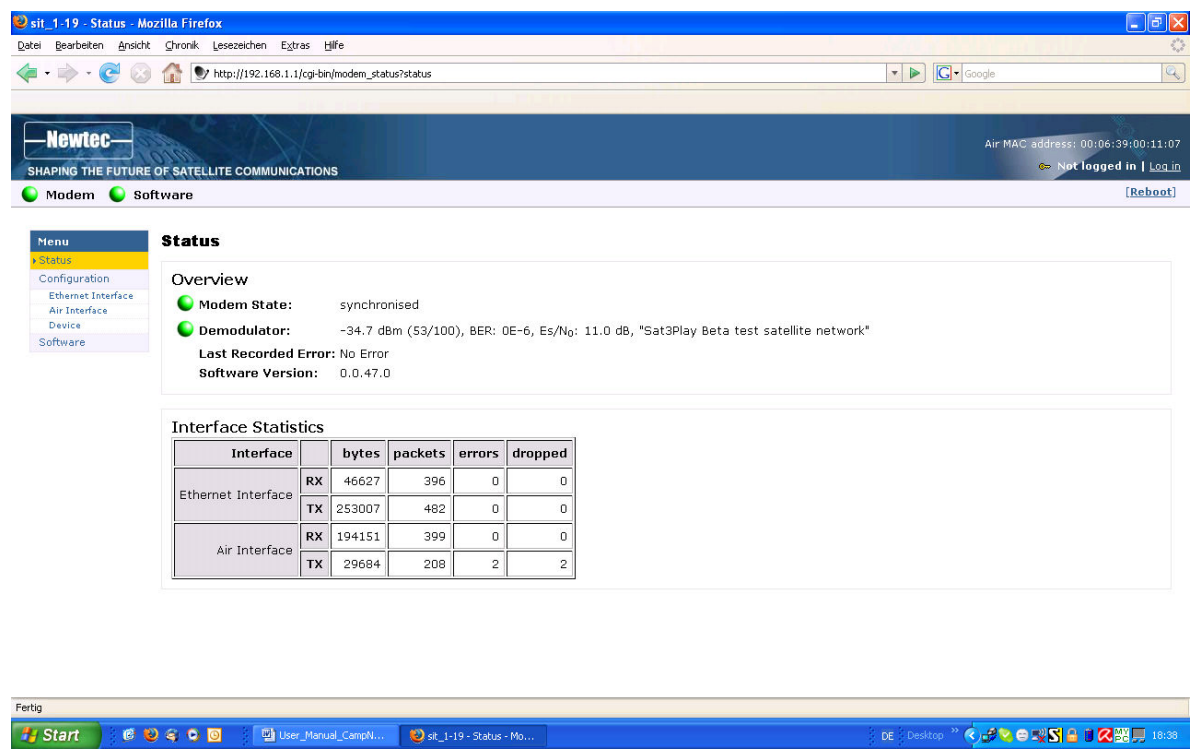 sit_1-19 - Status - Mozilla Firefox
Datei Bearbeiten Ansicht Chronik Lesezeichen Extras Hilfe
http://192.168.1.1/cgi-bin/modem_status?status
G Google
Newtec
SHAPING THE FUTURE OF SATELLITE COMMUNICATIONS
Air MAC address: 00:06:39:00:11:07
Not logged in | Log in
Modem Software
[Reboot]
Menu
Status
Configuration
Ethernet Interface
Air Interface
Device
Software
Status
Overview
Modem State: synchronised
Demodulator: -34.7 dBm (53/100), BER: 0E-6, Es/N0: 11.0 dB, "Sat3Play Beta test satellite network"
Last Recorded Error: No Error
Software Version: 0.0.47.0
Interface Statistics
Interface bytes packets errors dropped
Ethernet Interface RX 46627 396 0 0
TX 253007 482 0 0
Air Interface RX 194151 399 0 0
TX 29684 208 2 2
Fertig
Start
User_Manual_CampN...
sit_1-19 - Status - Mo...
DE Desktop
18:38